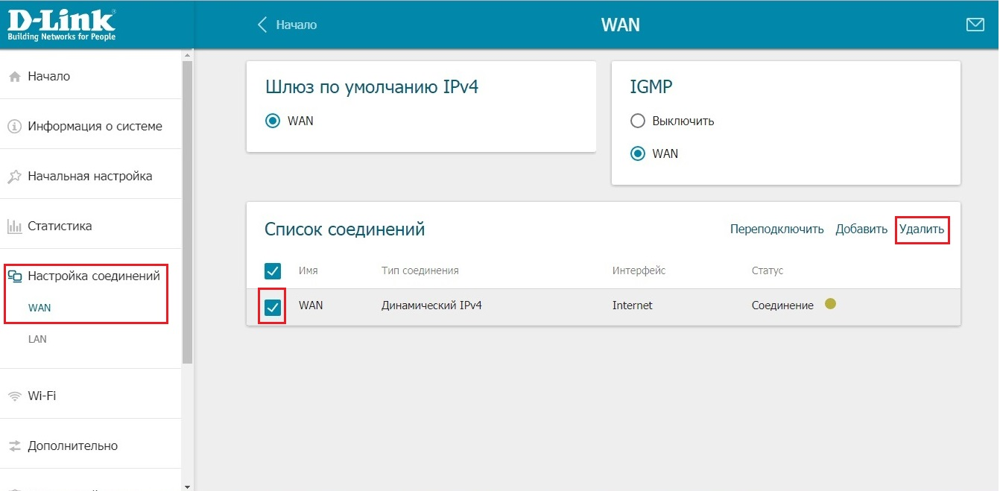 D-Link
Building Networks for People
Начало
WAN
Начало
Информация о системе
Начальная настройка
Статистика
Настройка соединений
WAN
LAN
Wi-Fi
Дополнительно
Шлюз по умолчанию IPv4
WAN
IGMP
Выключить
WAN
Список соединений
Переподключить Добавить Удалить
Имя Тип соединения Интерфейс Статус
WAN Динамический IPv4 Internet Соединение